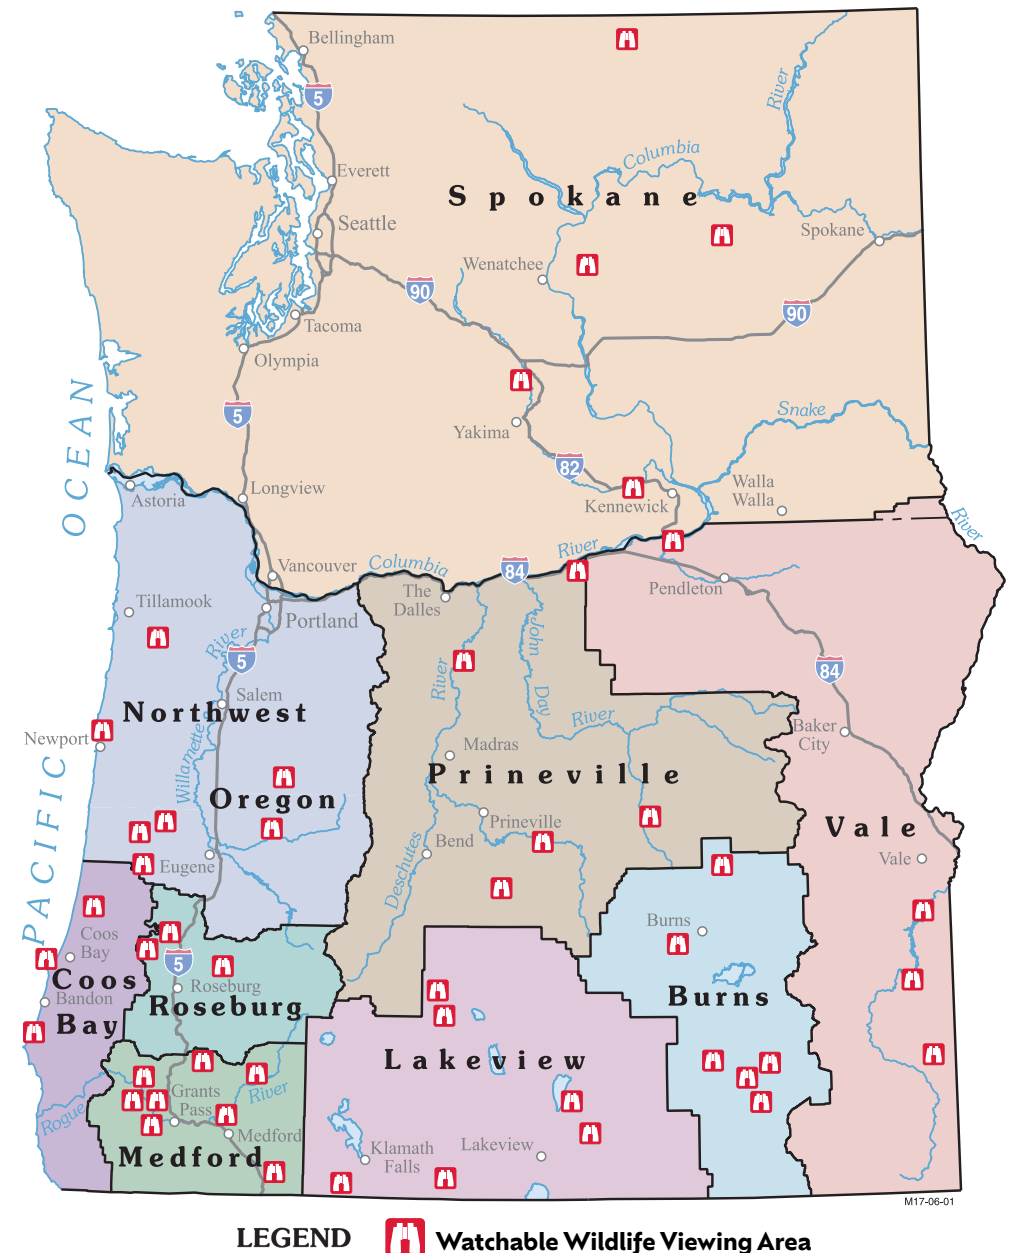 Bellingham
5
River
Everett
Columbia
Spokane
Seattle
Spokane
Wenatchee
90
90
Tacoma
Olympia
5
Snake
Yakima
82
Walla
Walla
Kennewick
OCEAN
Longview
Astoria
River
River
Columbia
84
Vancouver
The
Dalles
Pendleton
Tillamook
Portland
River
5
John
Day
River
84
River
Salem
Northwest
Oregon
Newport
Willamette
Madras
Prineville
Baker
City
Prineville
Bend
Deschutes
Vale
Vale
Eugene
PACIFIC
Coos
Bay
Coos
Bay
Bandon
5
Roseburg
Roseburg
Burns
Burns
Lakeview
Grants
Pass
River
Rogue
Medford
Medford
Klamath
Falls
Lakeview
M17-06-01
LEGEND
Watchable Wildlife Viewing Area